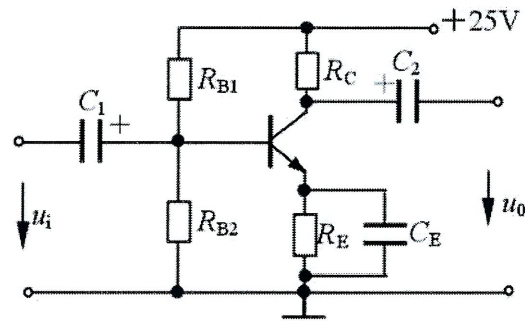 +25V
R_C
C_2
R_B1
C_1
+
+
u_i
R_B2
R_E
C_E
u_0